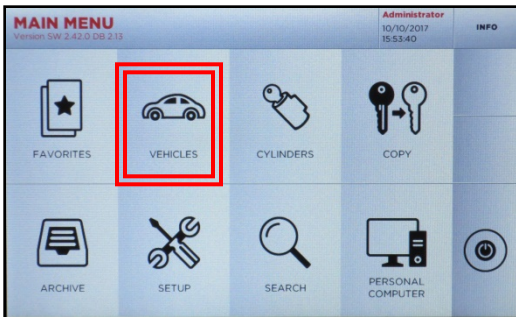 MAIN MENU
Version SW 2.42.0 DB 2.13
Administrator
10/10/2017
15:53:40
INFO
FAVORITES
VEHICLES
CYLINDERS
COPY
ARCHIVE
SETUP
SEARCH
PERSONAL
COMPUTER